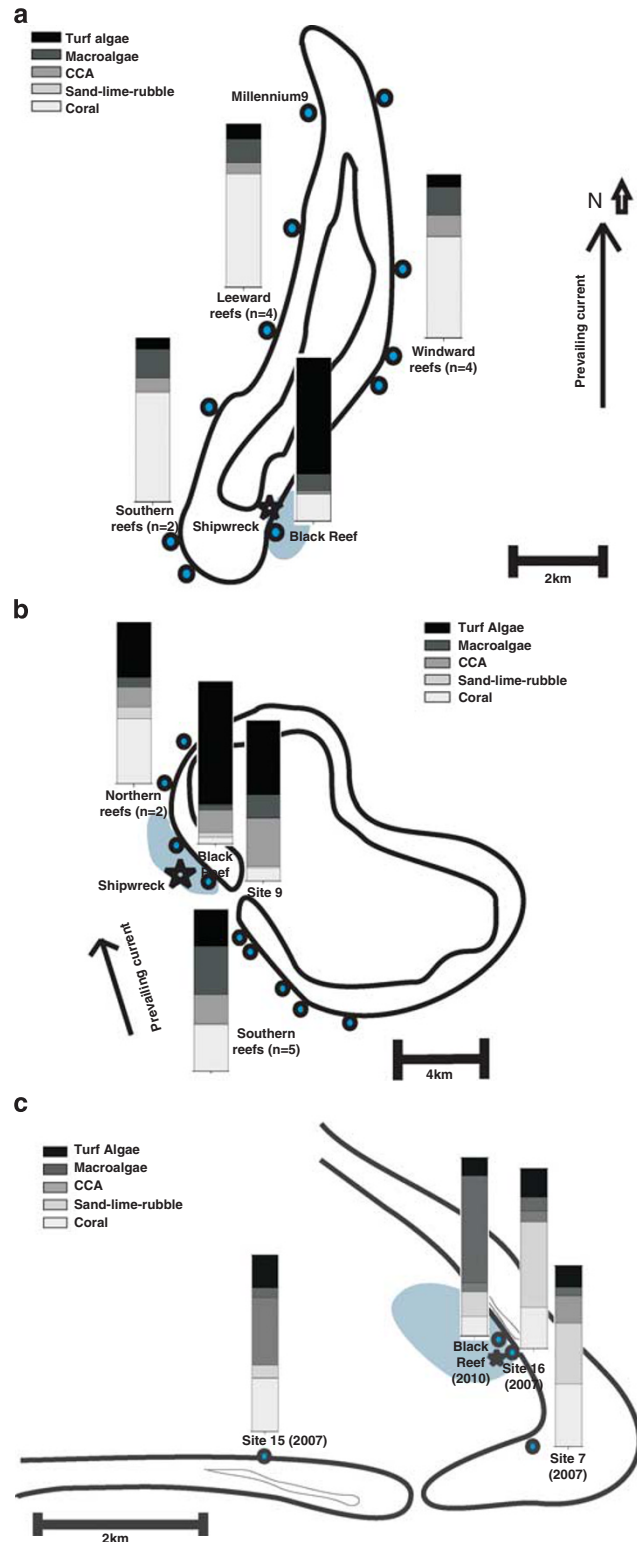 a
Turf algae
Macroalgae
CCA
Sand-lime-rubble
Coral
Millennium9
N
Prevailing current
Leeward
reefs (n=4)
Windward
reefs (n=4)
Southern
reefs (n=2)
Shipwreck
Black Reef
2km
b
Turf Algae
Macroalgae
CCA
Sand-lime-rubble
Coral
Northern
reefs (n=2)
Black
Reef
Site 9
Shipwreck
Prevailing current
Southern
reefs (n=5)
4km
c
Turf Algae
Macroalgae
CCA
Sand-lime-rubble
Coral
Black
Reef
(2010)
Site 16
(2007)
Site 15 (2007)
Site 7
(2007)
2km